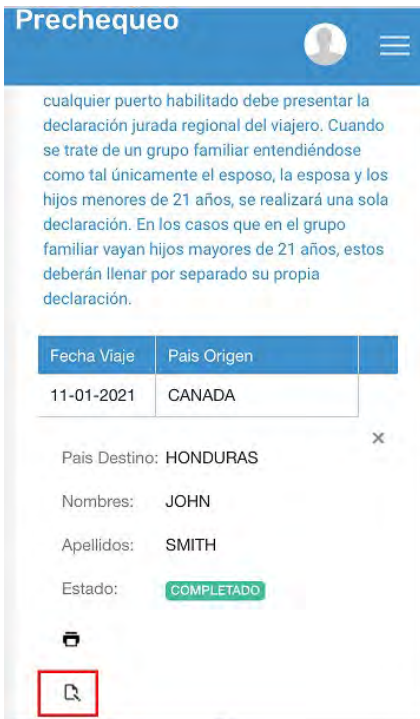 Prechequeo
cualquier puerto habilitado debe presentar la
declaración jurada regional del viajero. Cuando
se trate de un grupo familiar entendiéndose
como tal únicamente el esposo, la esposa y los
hijos menores de 21 años, se realizará una sola
declaración. En los casos que en el grupo
familiar vayan hijos mayores de 21 años, estos
deberán llenar por separado su propia
declaración.
Fecha Viaje Pais Origen
11-01-2021 CANADA
Pais Destino: HONDURAS
Nombres: JOHN
Apellidos: SMITH
Estado: COMPLETADO